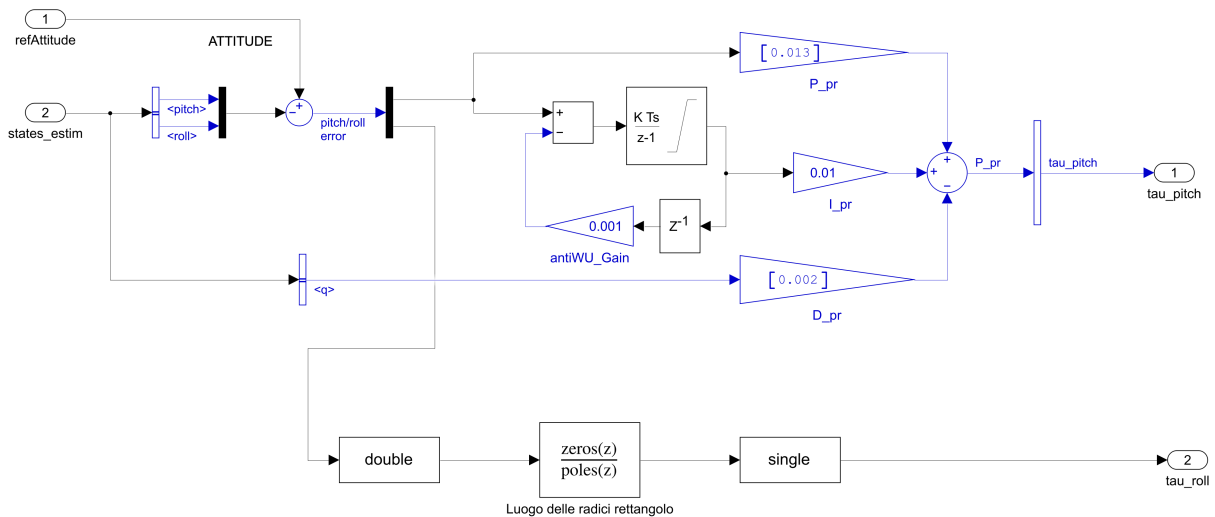 1
refAttitude
ATTITUDE
2
states_estim
<pitch>
<roll>
+
−
pitch/roll
error
+
−
K Ts
z-1
[0.013]
P_pr
0.01
I_pr
Z-1
0.001
antiWU_Gain
+
+
−
P_pr
tau_pitch
1
tau_pitch
<q>
[0.002]
D_pr
double
zeros(z)
poles(z)
Luogo delle radici rettangolo
single
2
tau_roll